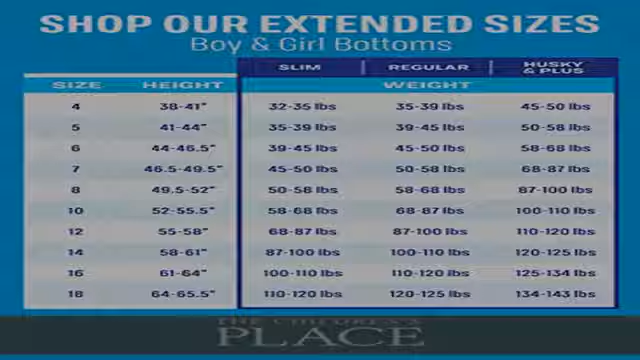 SHOP OUR EXTENDED SIZES
Boy & Girl Bottoms
SLIM REGULAR HUSKY & PLUS
SIZE HEIGHT WEIGHT
4 38-41" 32-35 lbs 35-39 lbs 45-50 lbs
5 41-44" 35-39 lbs 39-45 lbs 50-58 lbs
6 44-46.5" 39-45 lbs 45-50 lbs 58-68 lbs
7 46.5-49.5" 45-50 lbs 50-58 lbs 68-87 lbs
8 49.5-52" 50-58 lbs 58-68 lbs 87-100 lbs
10 52-55.5" 58-68 lbs 68-87 lbs 100-110 lbs
12 55-58" 68-87 lbs 87-100 lbs 110-120 lbs
14 58-61" 87-100 lbs 100-110 lbs 120-125 lbs
16 61-64" 100-110 lbs 110-120 lbs 125-134 lbs
18 64-65.5" 110-120 lbs 120-125 lbs 134-143 lbs
THE CHILDREN'S
PLACE